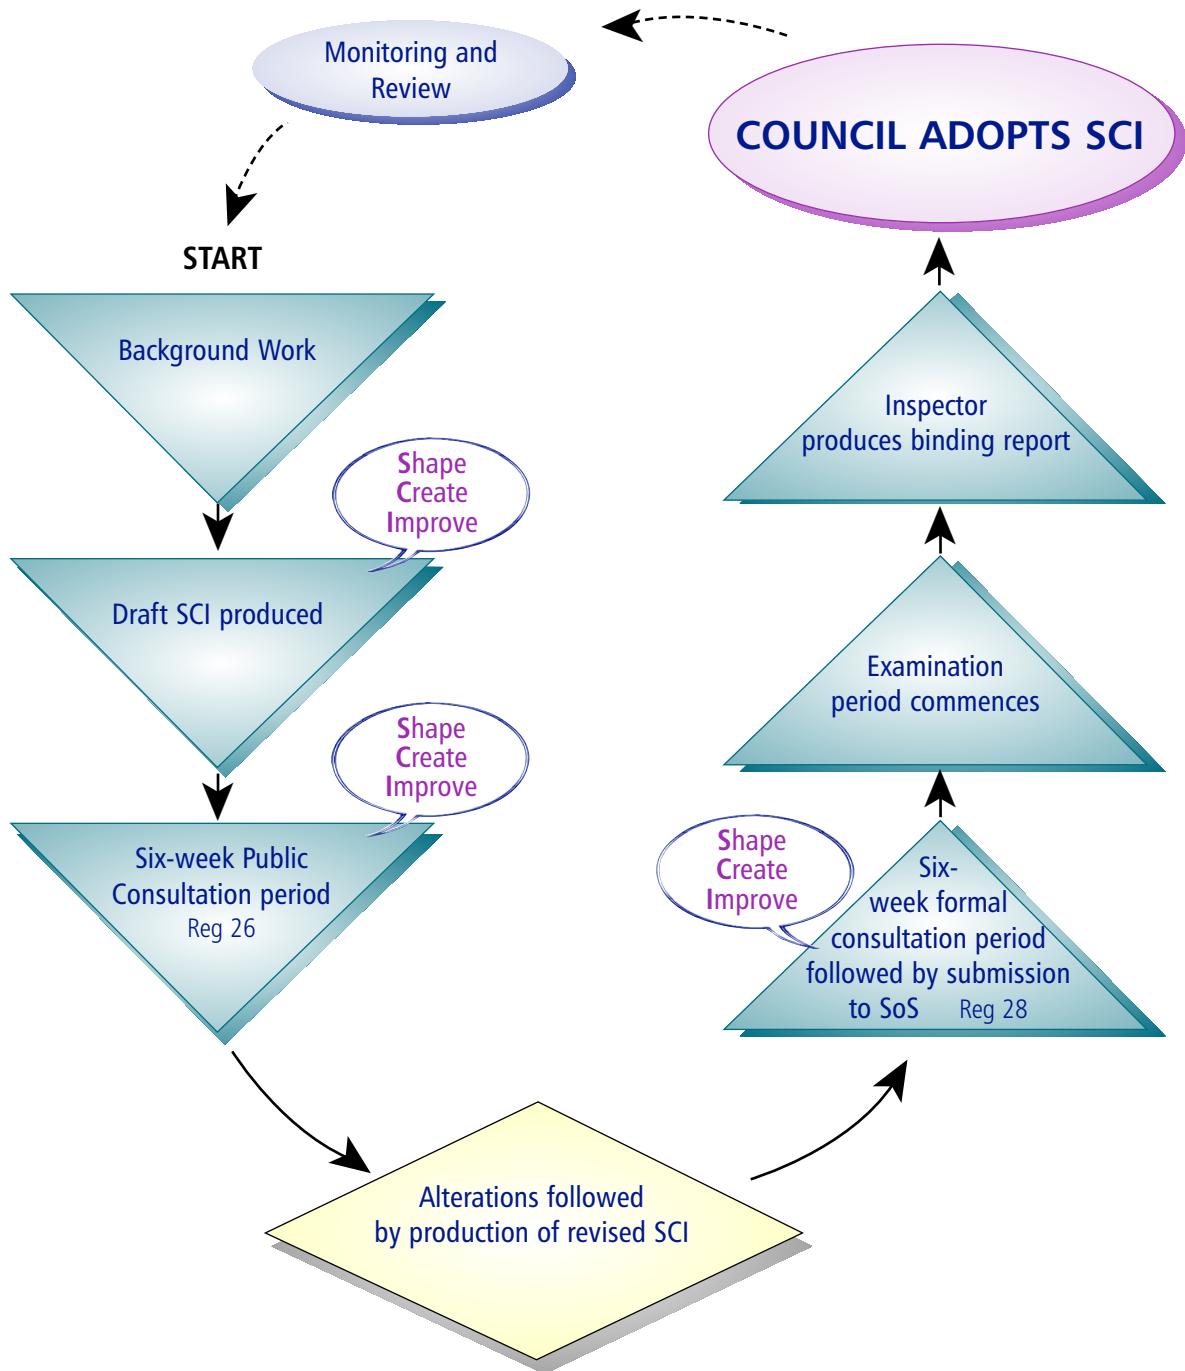 Monitoring and
Review
COUNCIL ADOPTS SCI
START
Background Work
Shape
Create
Improve
Draft SCI produced
Shape
Create
Improve
Six-week Public
Consultation period
Reg 26
Alterations followed
by production of revised SCI
Shape
Create
Improve
Six-
week formal
consultation period
followed by submission
to SoS Reg 28
Examination
period commences
Inspector
produces binding report